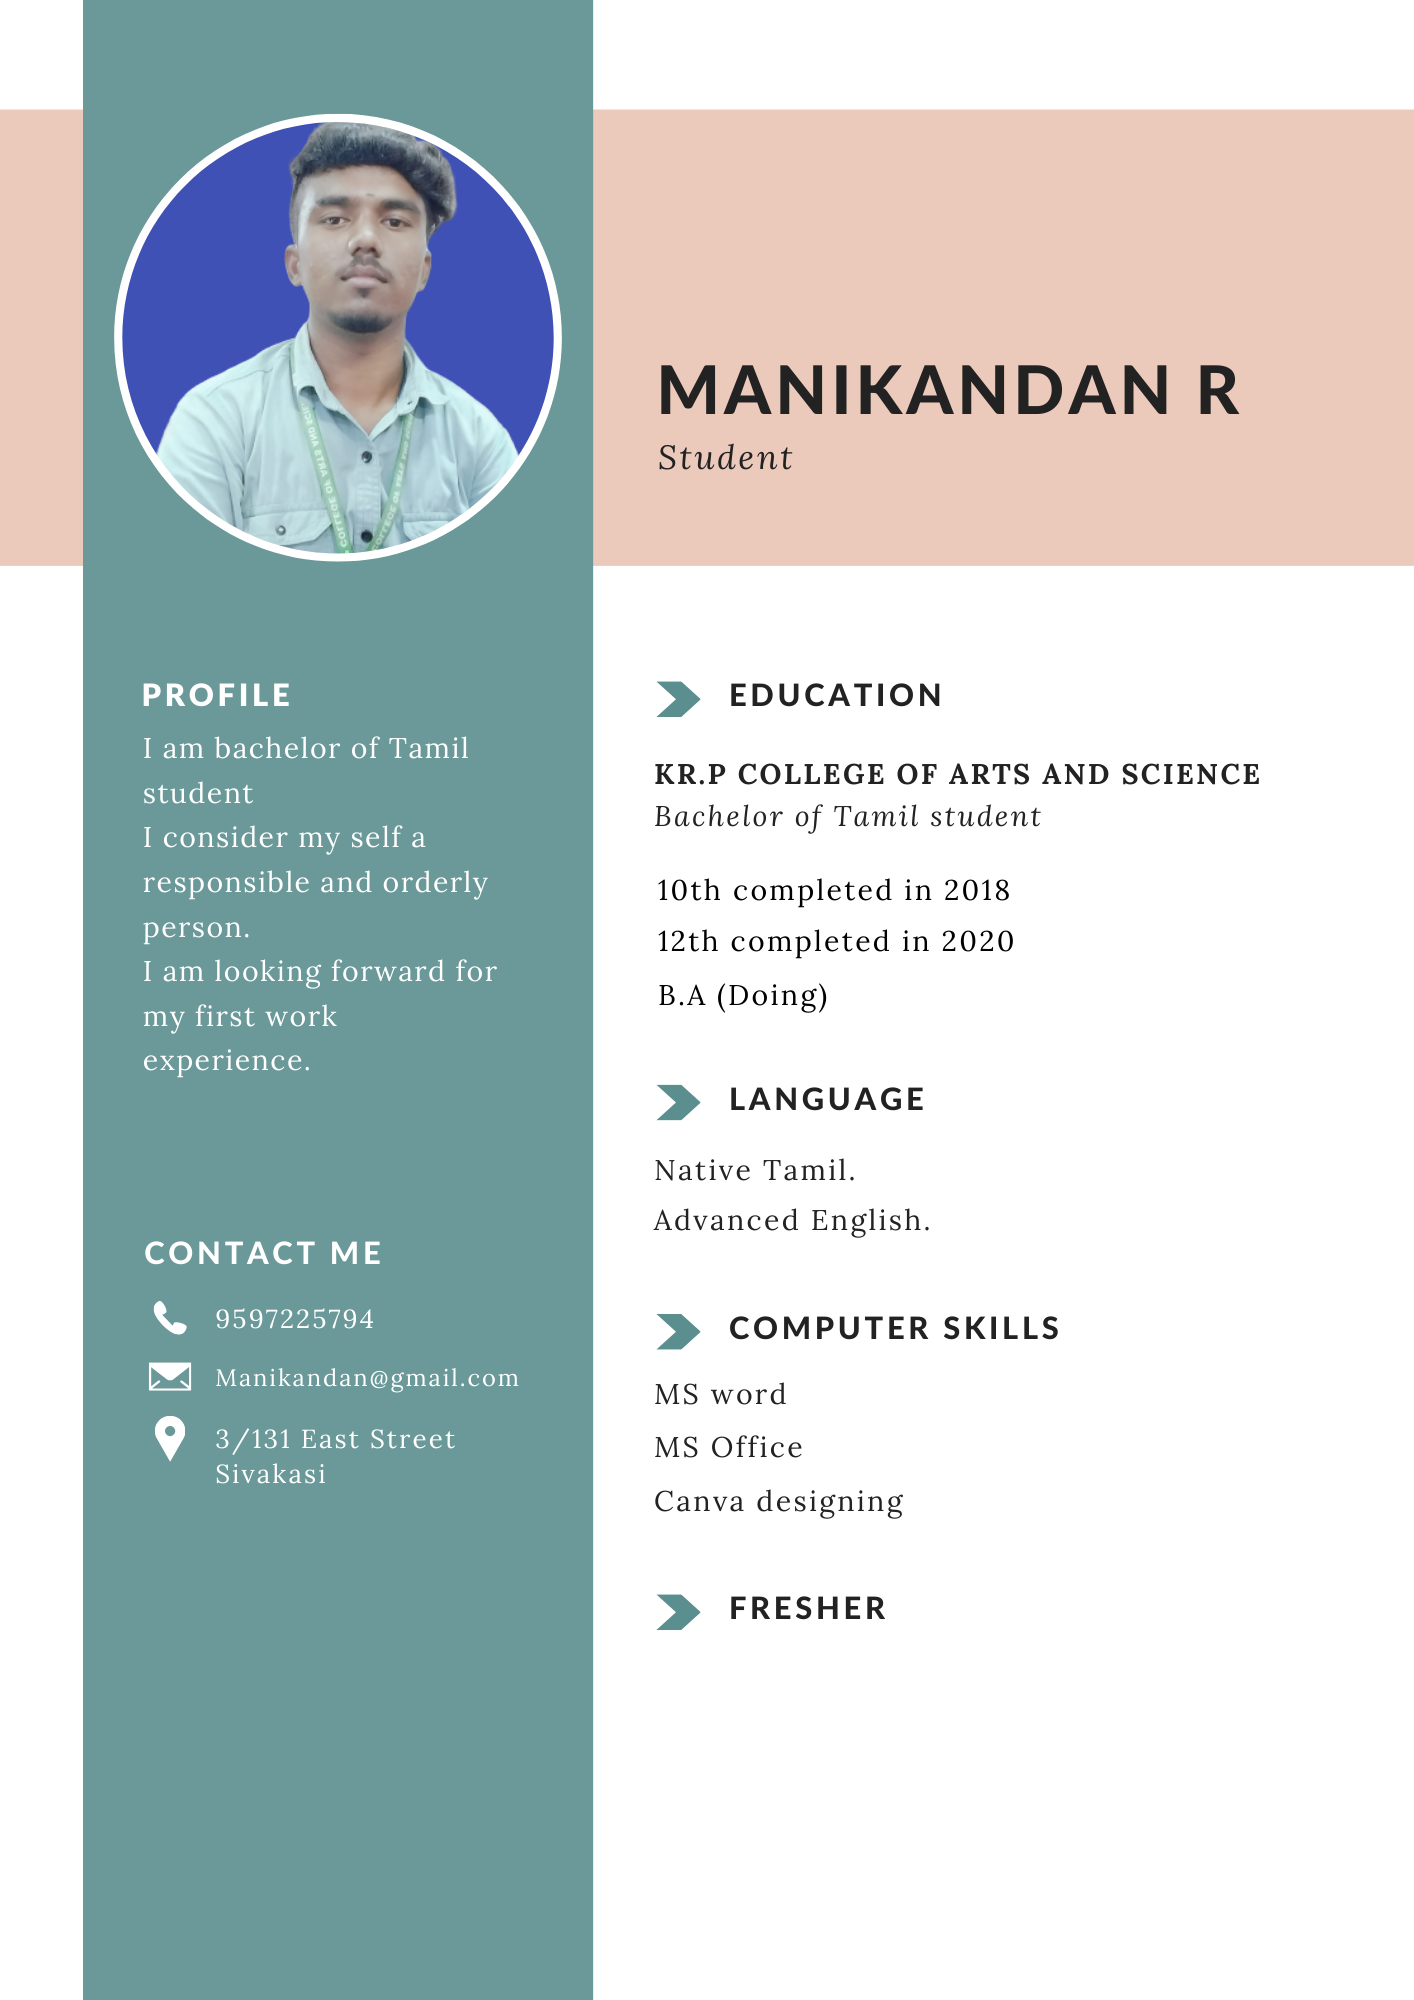 MANIKANDAN R
Student
PROFILE
I am bachelor of Tamil
student
I consider my self a
responsible and orderly
person.
I am looking forward for
my first work
experience.
CONTACT ME
9597225794
Manikandan@gmail.com
3/131 East Street
Sivakasi
EDUCATION
KR.P COLLEGE OF ARTS AND SCIENCE
Bachelor of Tamil student
10th completed in 2018
12th completed in 2020
B.A (Doing)
LANGUAGE
Native Tamil.
Advanced English.
COMPUTER SKILLS
MS word
MS Office
Canva designing
FRESHER